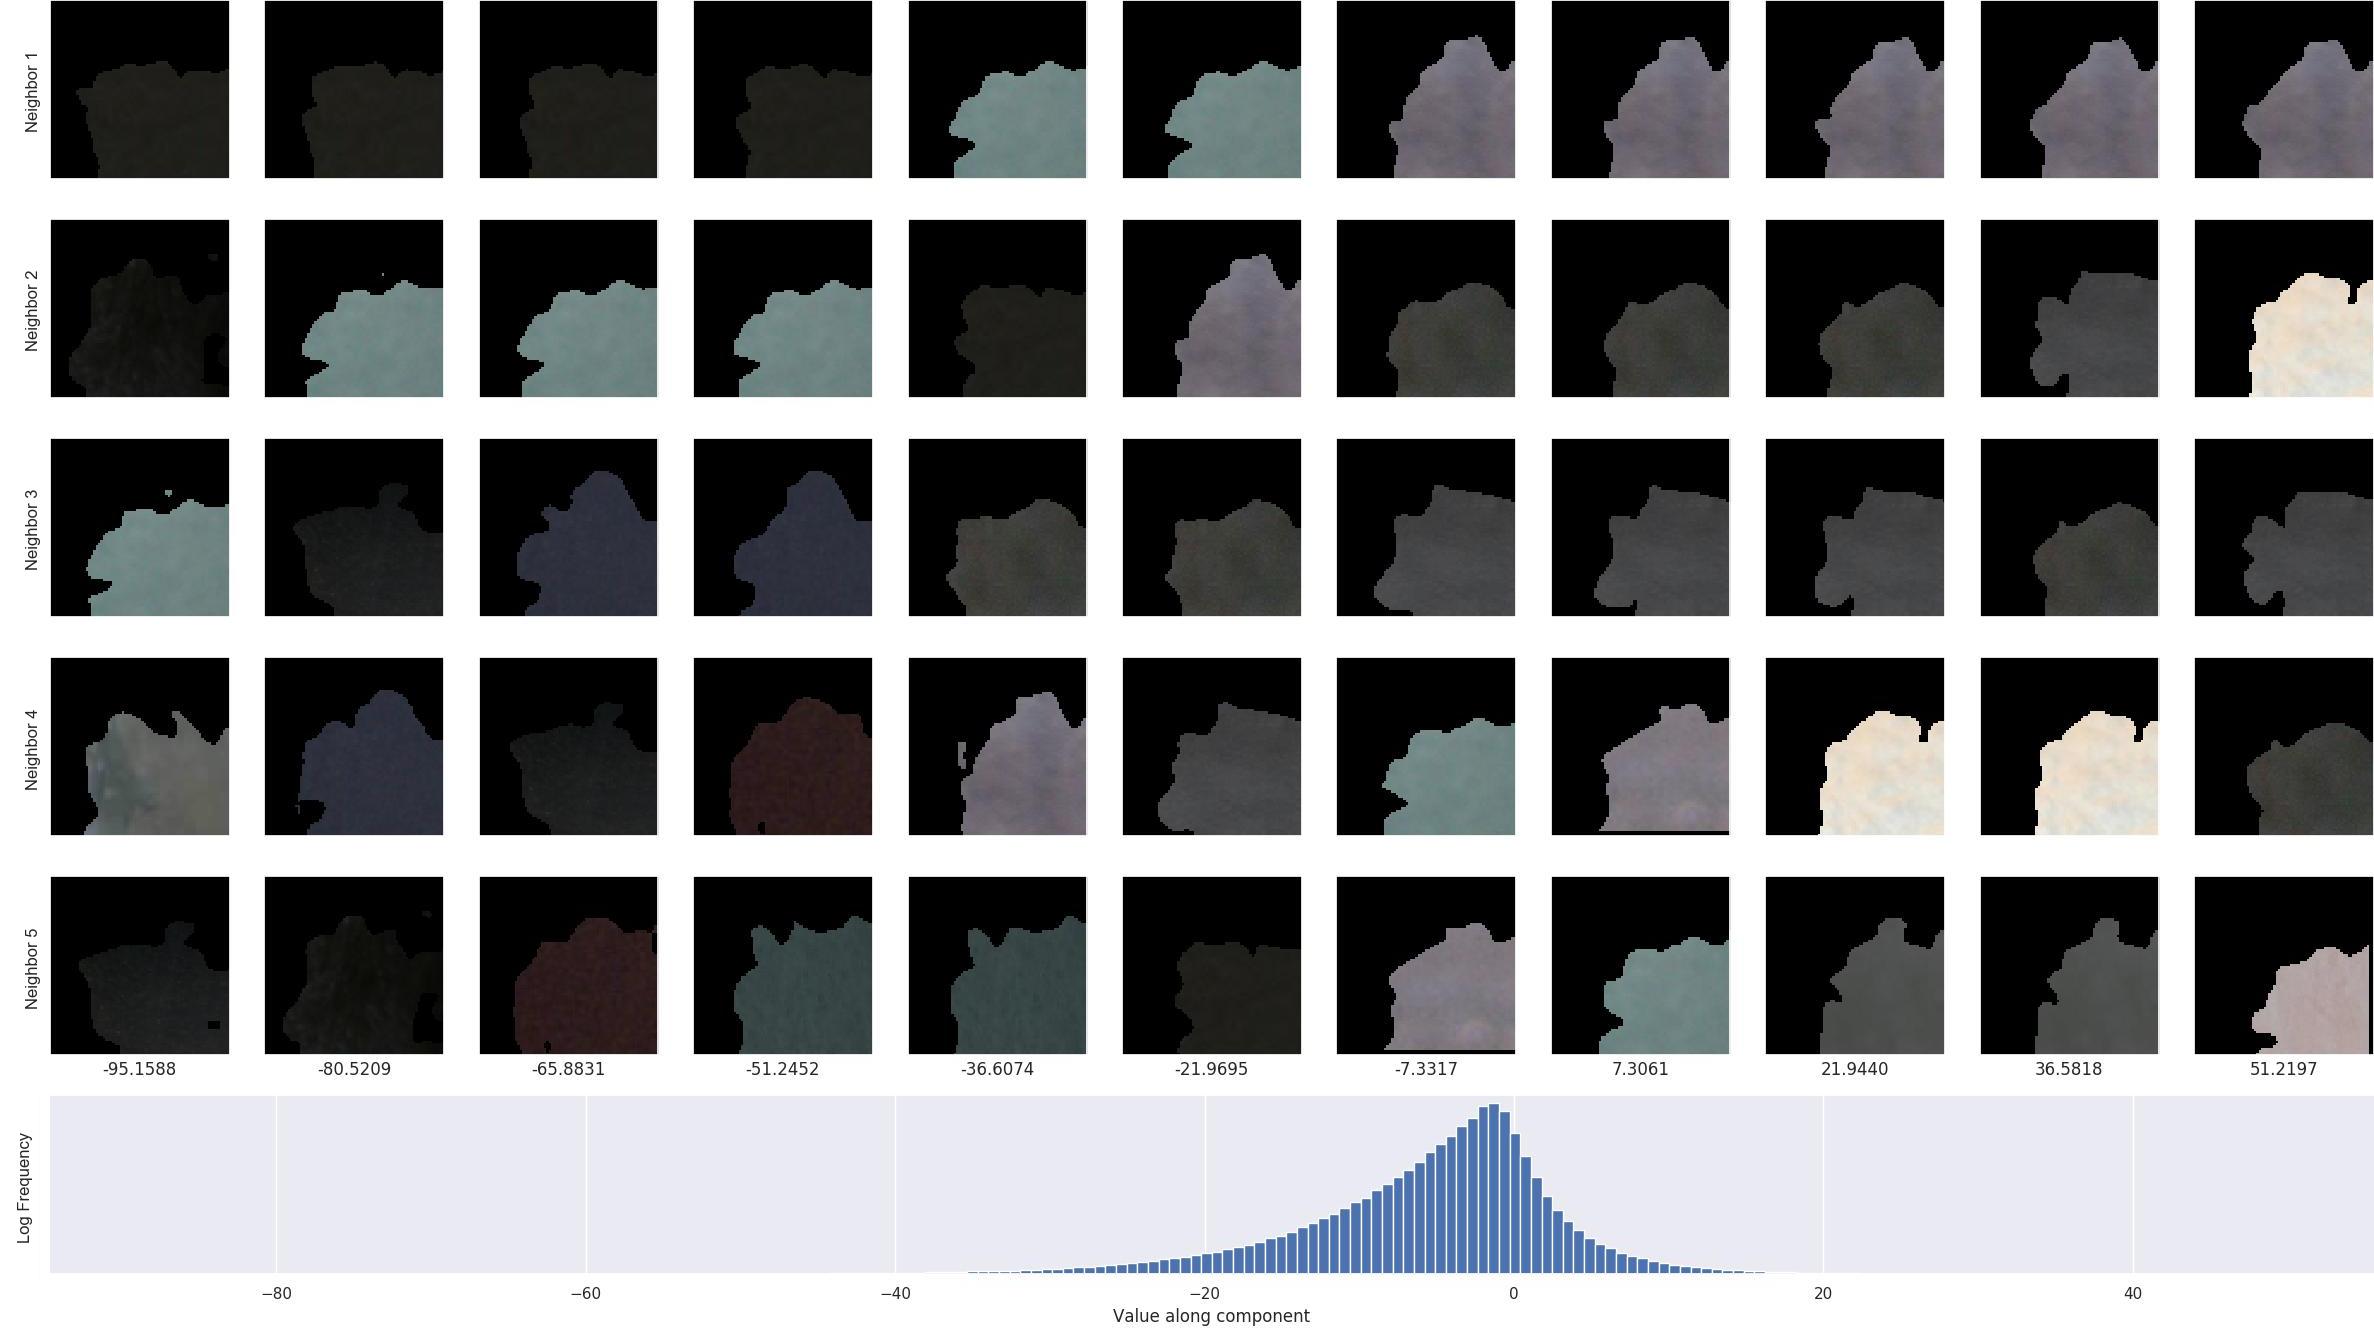 Neighbor 1
Neighbor 2
Neighbor 3
Neighbor 4
Neighbor 5
-95.1588 -80.5209 -65.8831 -51.2452 -36.6074 -21.9695 -7.3317 7.3061 21.9440 36.5818 51.2197
Log Frequency
−80 −60 −40 −20 0 20 40
Value along component